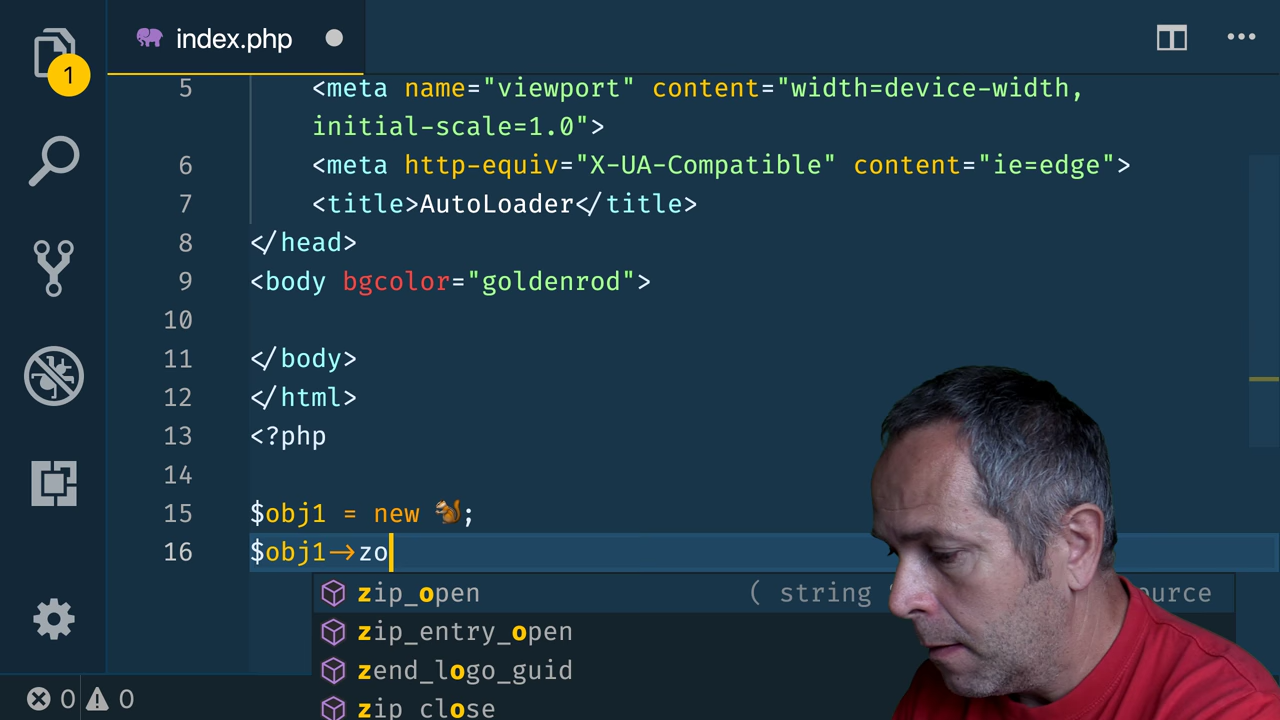 index.php
1
5 <meta name="viewport" content="width=device-width,
initial-scale=1.0">
6 <meta http-equiv="X-UA-Compatible" content="ie=edge">
7 <title>AutoLoader</title>
8 </head>
9 <body bgcolor="goldenrod">
10
11 </body>
12 </html>
13 <?php
14
15 $obj1 = new 🐿;
16 $obj1->zo
zip_open ( string
zip_entry_open
zend_logo_guid
zip_close
0 0